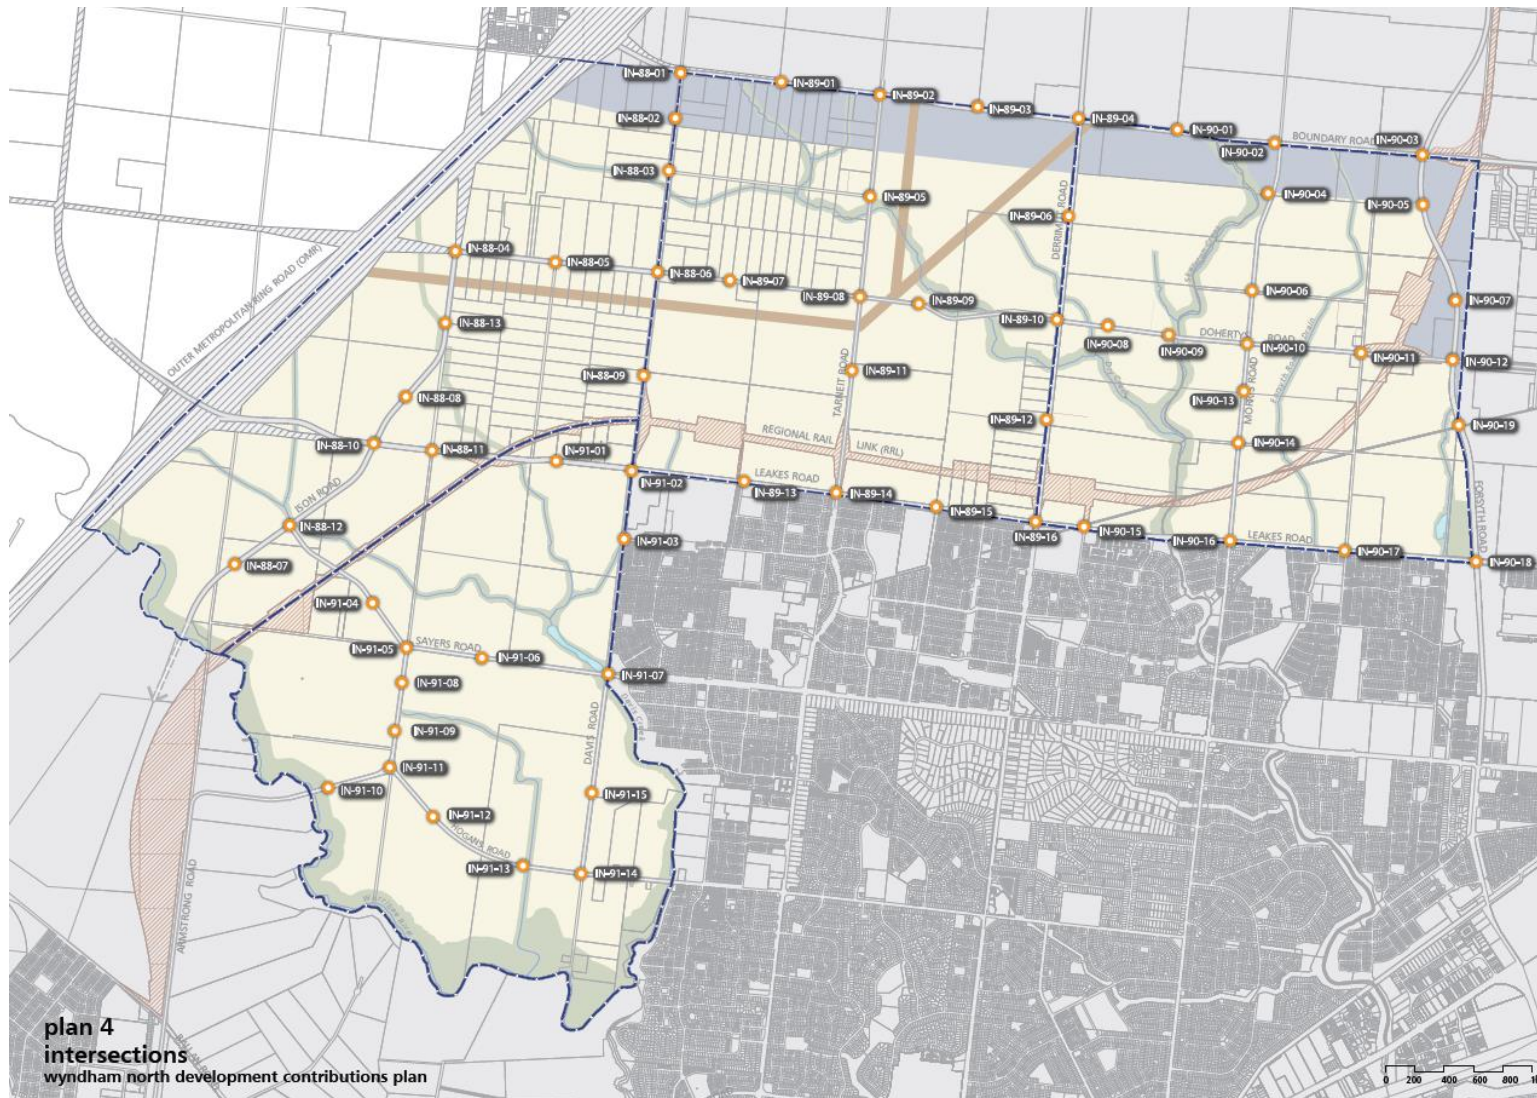 IN-88-01
IN-89-01
IN-89-02
IN-89-03
IN-89-04
IN-90-01
BOUNDARY ROAD
IN-90-03
IN-90-02
IN-88-02
IN-88-03
IN-89-05
IN-90-04
IN-90-05
IN-89-06
DERRIM
ROAD
OUTER METROPOLITAN RING ROAD (OMR)
IN-88-04
IN-88-05
IN-88-06
IN-89-07
IN-89-08
IN-89-09
IN-90-06
IN-90-07
IN-88-13
IN-89-10
IN-90-08
IN-90-09
DOHERTYS
ROAD
IN-90-10
IN-90-11
IN-90-12
IN-88-09
IN-89-11
TARNEIT ROAD
IN-88-08
IN-90-13
MORRIS ROAD
IN-89-12
IN-90-19
IN-88-10
IN-88-11
IN-91-01
REGIONAL RAIL
LINK (RRL)
IN-90-14
IN-91-02
LEAKES ROAD
IN-89-13
IN-89-14
IN-89-15
IN-89-16
IN-90-15
IN-90-16
LEAKES ROAD
IN-90-17
IN-90-18
FORSYTH ROAD
ISON ROAD
IN-88-12
IN-91-03
IN-88-07
IN-91-04
SAYERS ROAD
IN-91-05
IN-91-06
IN-91-07
IN-91-08
Davis Creek
DAVIS ROAD
IN-91-09
IN-91-11
IN-91-10
IN-91-15
IN-91-12
HOGANS ROAD
IN-91-13
IN-91-14
ARMSTRONG ROAD
plan 4
intersections
wyndham north development contributions plan
0 200 400 600 800